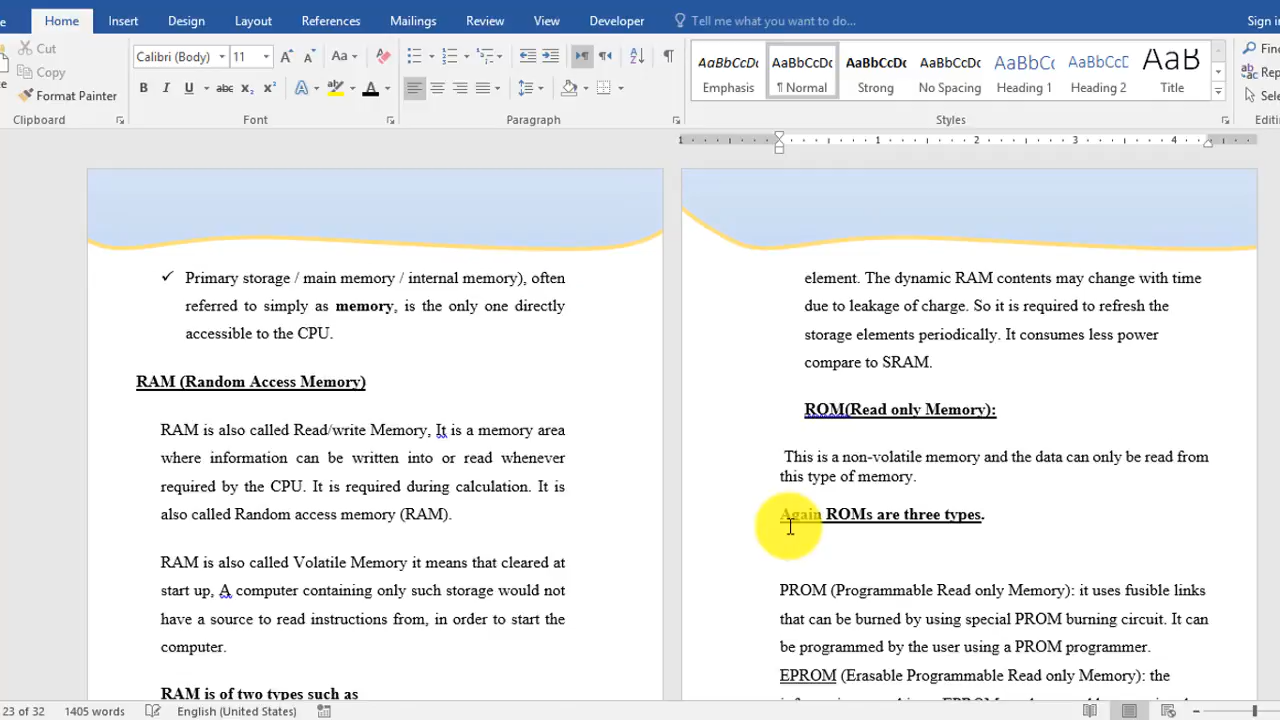 Home Insert Design Layout References Mailings Review View Developer Tell me what you want to do... Sign in
Cut
Copy
Format Painter
Clipboard
Calibri (Body) 11
Aa
B I U abc x₂ x² A A
Font
Paragraph
AaBbCcDc AaBbCcDc AaBbCcDc AaBbCcDc AaBbCc AaBbCcD AaB
Emphasis ¶ Normal Strong No Spacing Heading 1 Heading 2 Title
Styles
1 1 2 3 4
Primary storage / main memory / internal memory), often
referred to simply as memory, is the only one directly
accessible to the CPU.
RAM (Random Access Memory)
RAM is also called Read/write Memory, It is a memory area
where information can be written into or read whenever
required by the CPU. It is required during calculation. It is
also called Random access memory (RAM).
RAM is also called Volatile Memory it means that cleared at
start up, A computer containing only such storage would not
have a source to read instructions from, in order to start the
computer.
RAM is of two types such as
element. The dynamic RAM contents may change with time
due to leakage of charge. So it is required to refresh the
storage elements periodically. It consumes less power
compare to SRAM.
ROM(Read only Memory):
This is a non-volatile memory and the data can only be read from
this type of memory.
Again ROMs are three types.
PROM (Programmable Read only Memory): it uses fusible links
that can be burned by using special PROM burning circuit. It can
be programmed by the user using a PROM programmer.
EPROM (Erasable Programmable Read only Memory): the
23 of 32 1405 words English (United States)